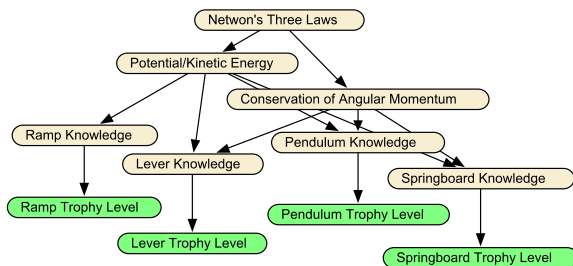 Netwon's Three Laws
Potential/Kinetic Energy
Conservation of Angular Momentum
Ramp Knowledge
Pendulum Knowledge
Lever Knowledge
Springboard Knowledge
Ramp Trophy Level
Pendulum Trophy Level
Lever Trophy Level
Springboard Trophy Level